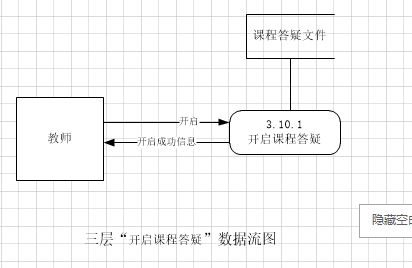 课程答疑文件
开启
3.10.1
教师
开启课程答疑
开启成功信息
三层“开启课程答疑”数据流图
隐藏空